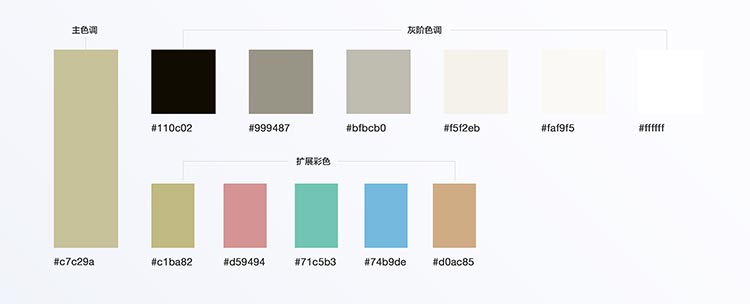 主色调
灰阶色调
#110c02
#999487
#bfbcb0
#f5f2eb
#faf9f5
#ffffff
扩展彩色
#c7c29a
#c1ba82
#d59494
#71c5b3
#74b9de
#d0ac85